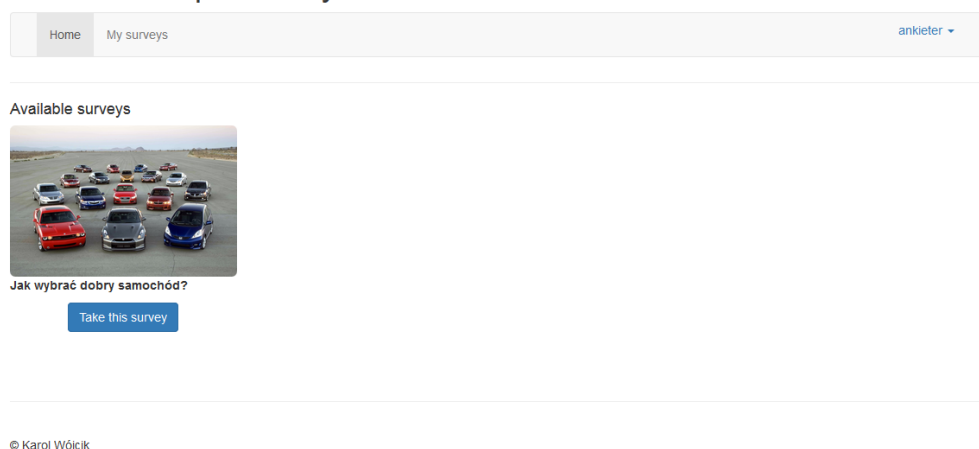 Home My surveys ankieter
Available surveys
Jak wybrać dobry samochód?
Take this survey
© Karol Wójcik